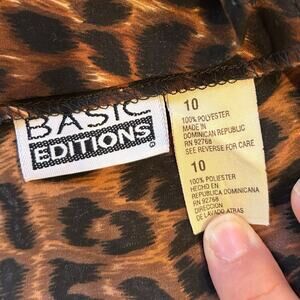 BASIC
EDITIONS
10
100% POLYESTER
MADE IN
DOMINICAN REPUBLIC
RN 92768
SEE REVERSE FOR CARE
10
100% POLIESTER
HECHO EN
REPUBLICA DOMINICANA
RN 92768
DIRECCION
DE LAVADO ATRAS